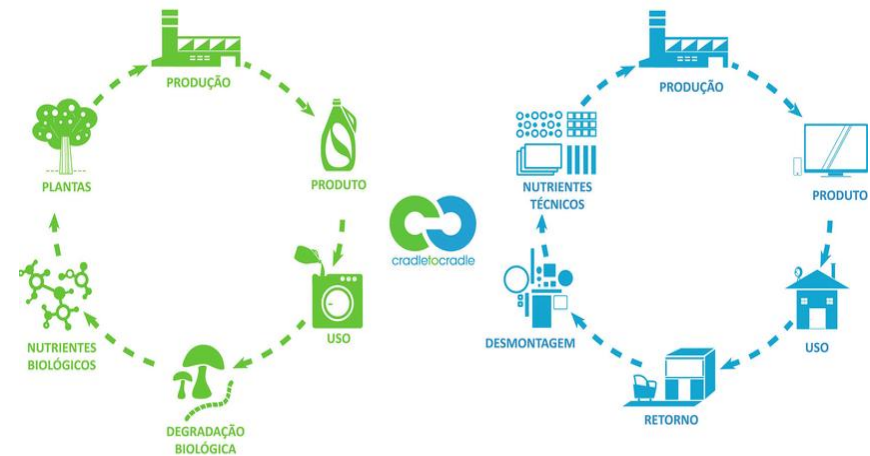 PRODUÇÃO
PRODUTO
USO
DEGRADAÇÃO
BIOLÓGICA
NUTRIENTES
BIOLÓGICOS
PLANTAS
cradletocradle
PRODUÇÃO
PRODUTO
USO
RETORNO
DESMONTAGEM
NUTRIENTES
TÉCNICOS